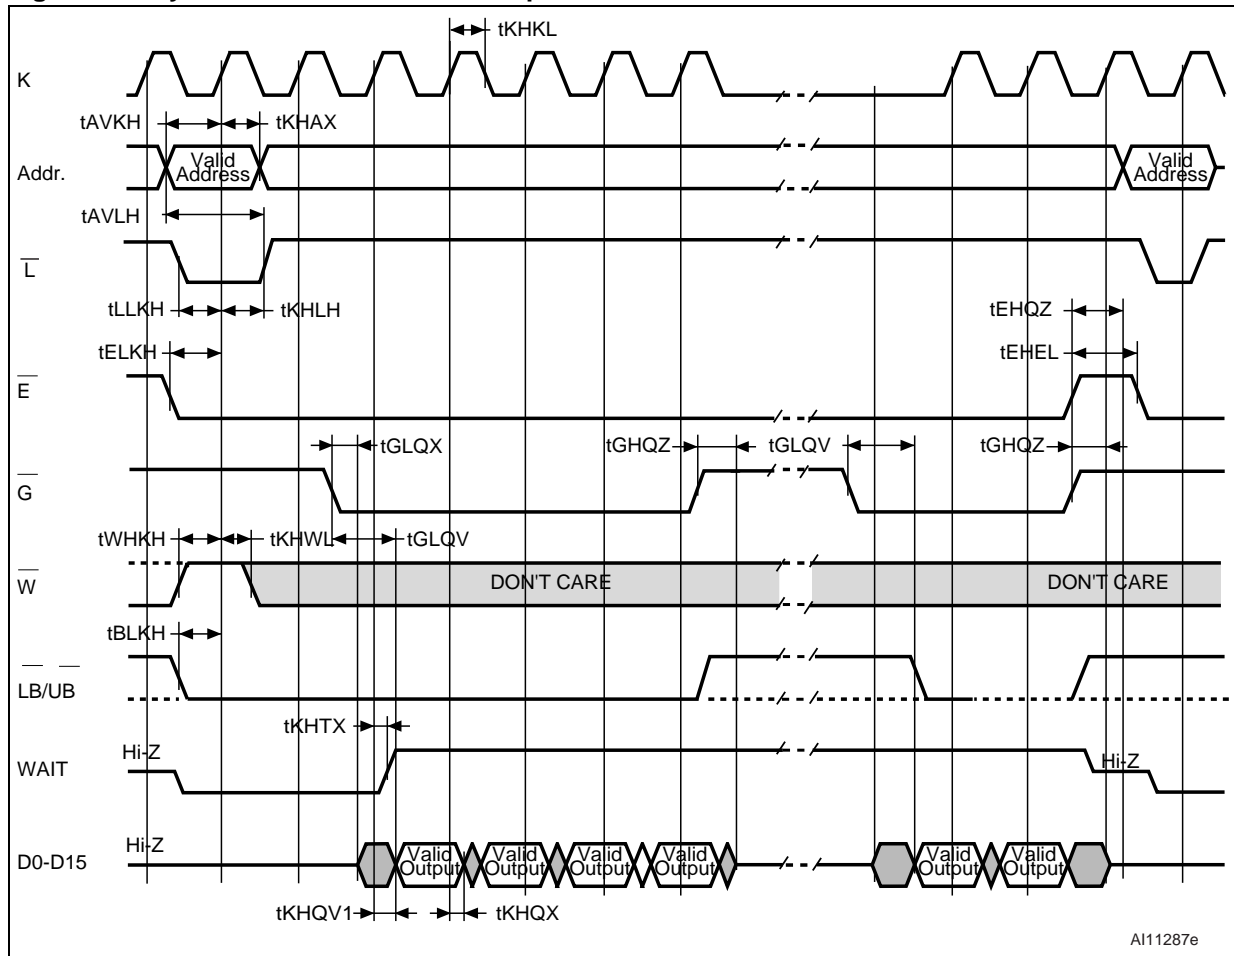 tKHKL
K
tAVKH tKHAX
Addr. Valid Address Valid Address
tAVLH
L
tLLKH tKHLH tEHQZ
tELKH tEHEL
E
tGLQX tGHQZ tGLQV tGHQZ
G
tWHKH tKHWL tGLQV
W DON'T CARE DON'T CARE
tBLKH
LB/UB
tKHTX
WAIT Hi-Z Hi-Z
D0-D15 Hi-Z Valid Output Valid Output Valid Output Valid Output Valid Output Valid Output
tKHQV1 tKHQX
AI11287e